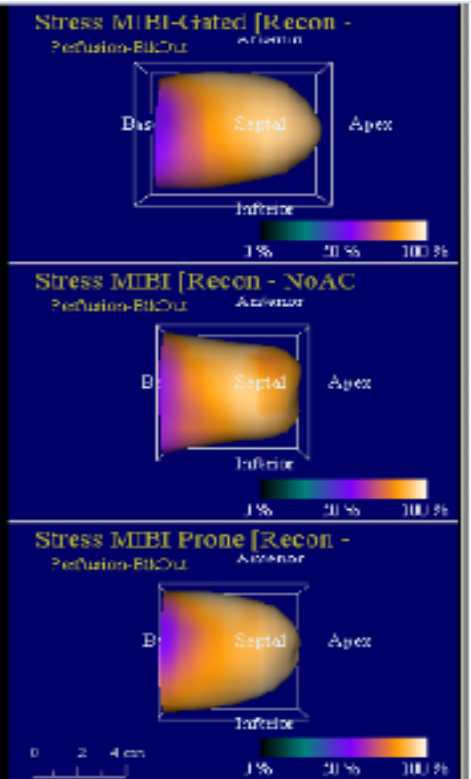 Stress MIBI-Gated [Recon -
Perfusion-BlkOut
Anterior
Bas
Septal
Apex
Inferior
0 %
50 %
100 %
Stress MIBI [Recon - NoAC
Perfusion-BlkOut
Anterior
B
Septal
Apex
Inferior
0 %
50 %
100 %
Stress MIBI Prone [Recon -
Perfusion-BlkOut
Anterior
B
Septal
Apex
Inferior
0 2 4 cm
0 %
50 %
100 %